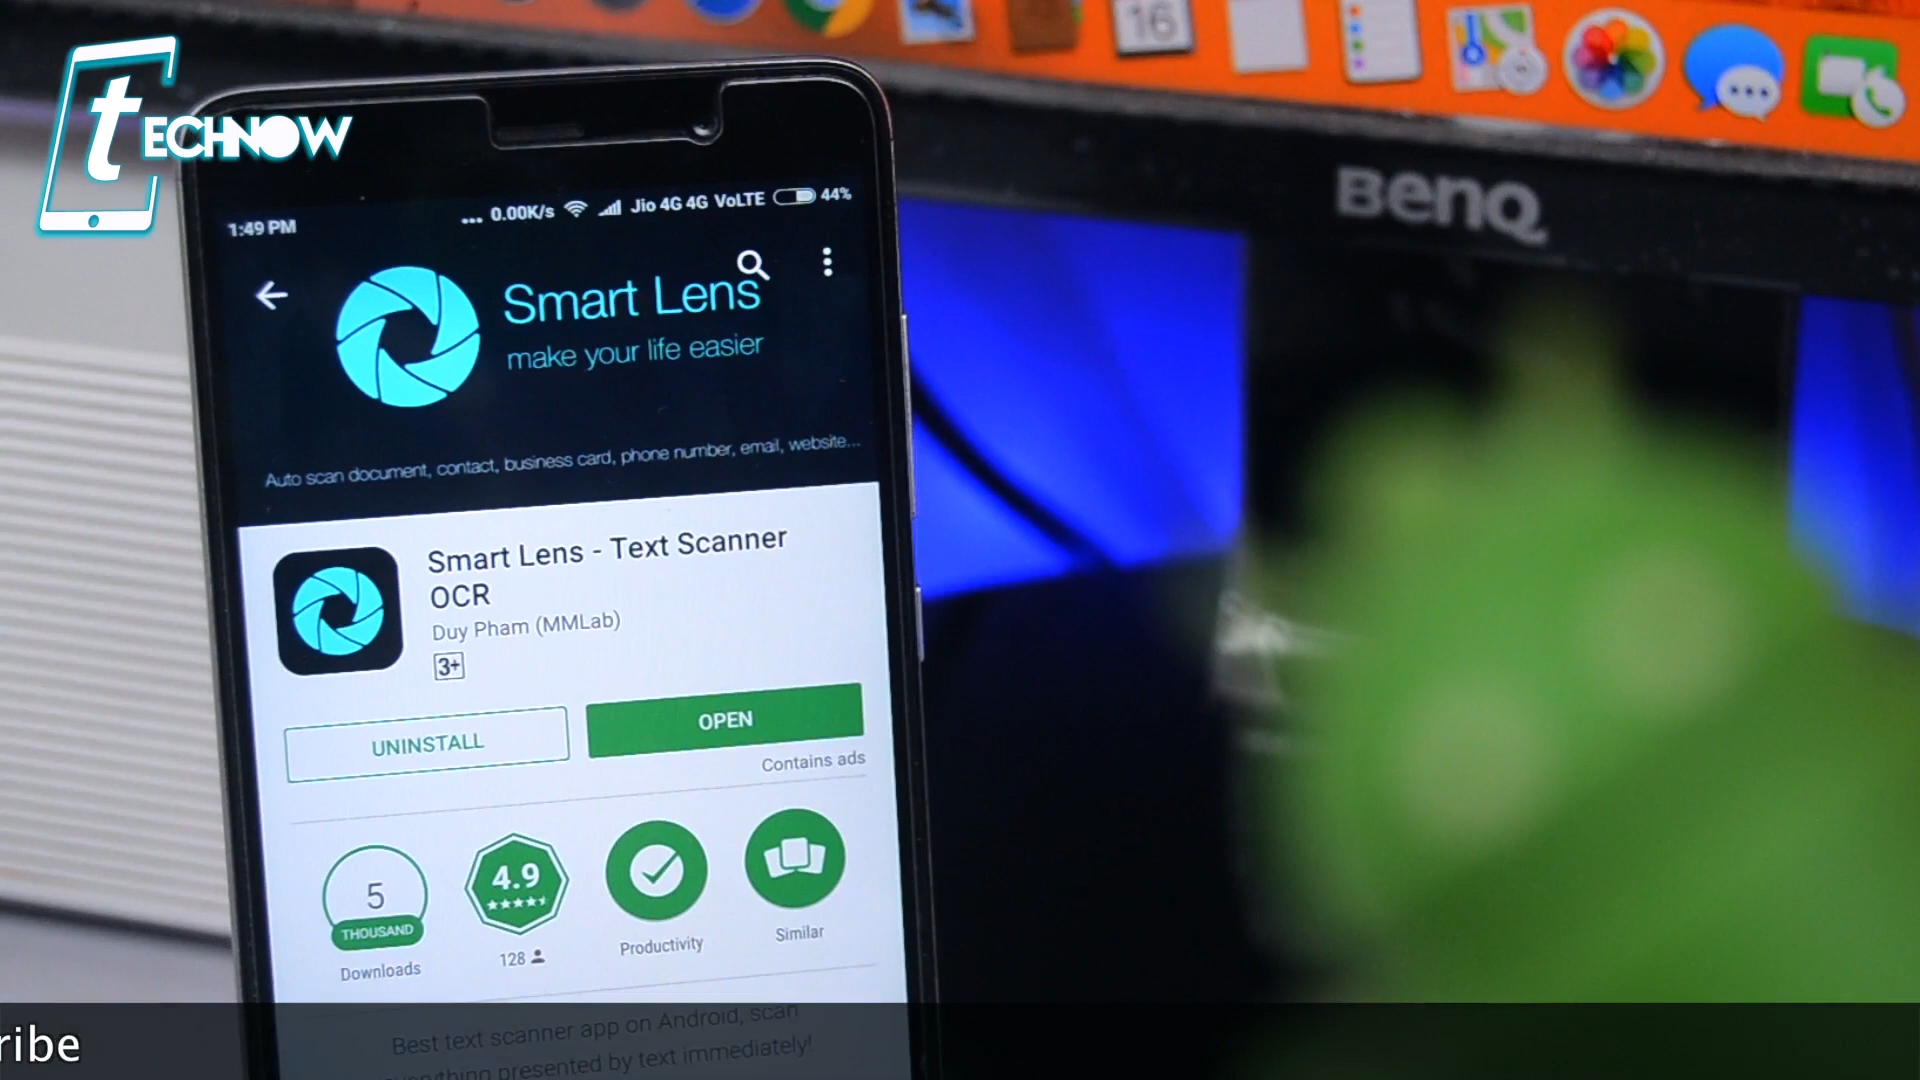 tECHNOW
16
BenQ
1:49 PM
... 0.00K/s Jio 4G 4G VoLTE 44%
Smart Lens
make your life easier
Auto scan document, contact, business card, phone number, email, website...
Smart Lens - Text Scanner
OCR
Duy Pham (MMLab)
3+
UNINSTALL
OPEN
Contains ads
5
THOUSAND
Downloads
4.9
128
Productivity
Similar
Best text scanner app on Android, scan
everything presented by text immediately!
ribe